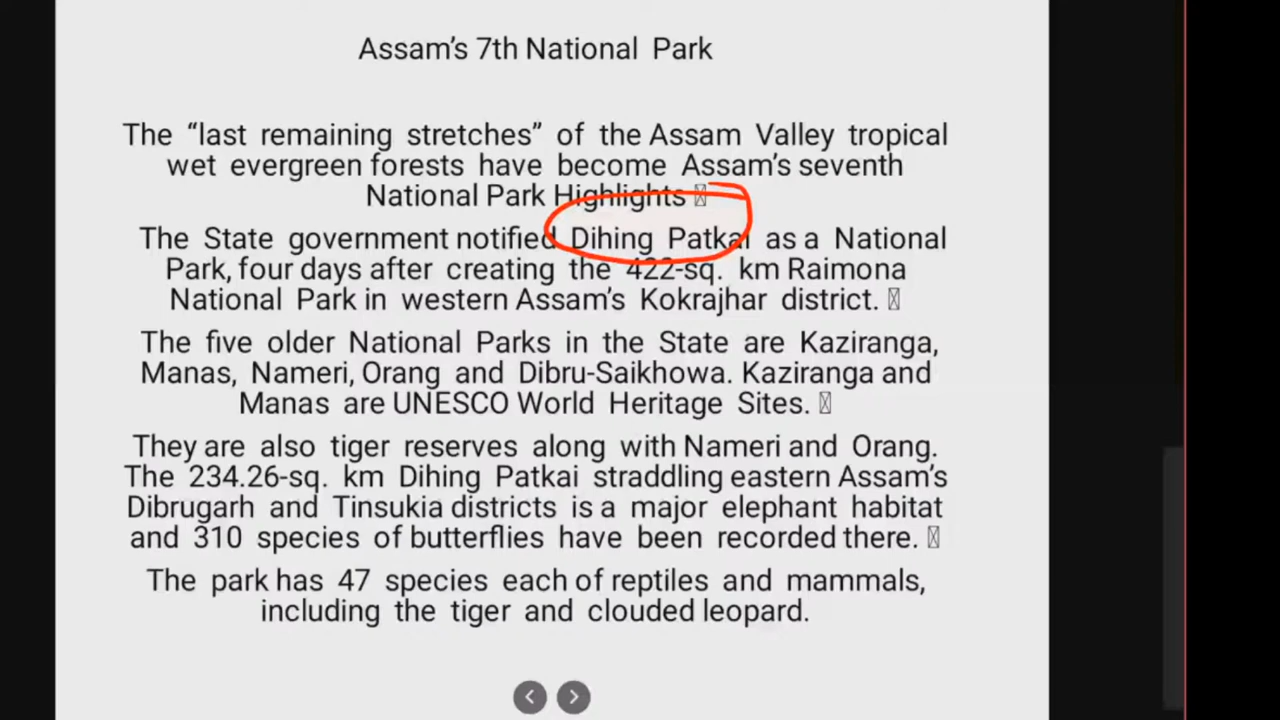 Assam's 7th National Park
The “last remaining stretches” of the Assam Valley tropical
wet evergreen forests have become Assam's seventh
National Park Highlights
The State government notified Dihing Patkai as a National
Park, four days after creating the 422-sq. km Raimona
National Park in western Assam's Kokrajhar district.
The five older National Parks in the State are Kaziranga,
Manas, Nameri, Orang and Dibru-Saikhowa. Kaziranga and
Manas are UNESCO World Heritage Sites.
They are also tiger reserves along with Nameri and Orang.
The 234.26-sq. km Dihing Patkai straddling eastern Assam's
Dibrugarh and Tinsukia districts is a major elephant habitat
and 310 species of butterflies have been recorded there.
The park has 47 species each of reptiles and mammals,
including the tiger and clouded leopard.